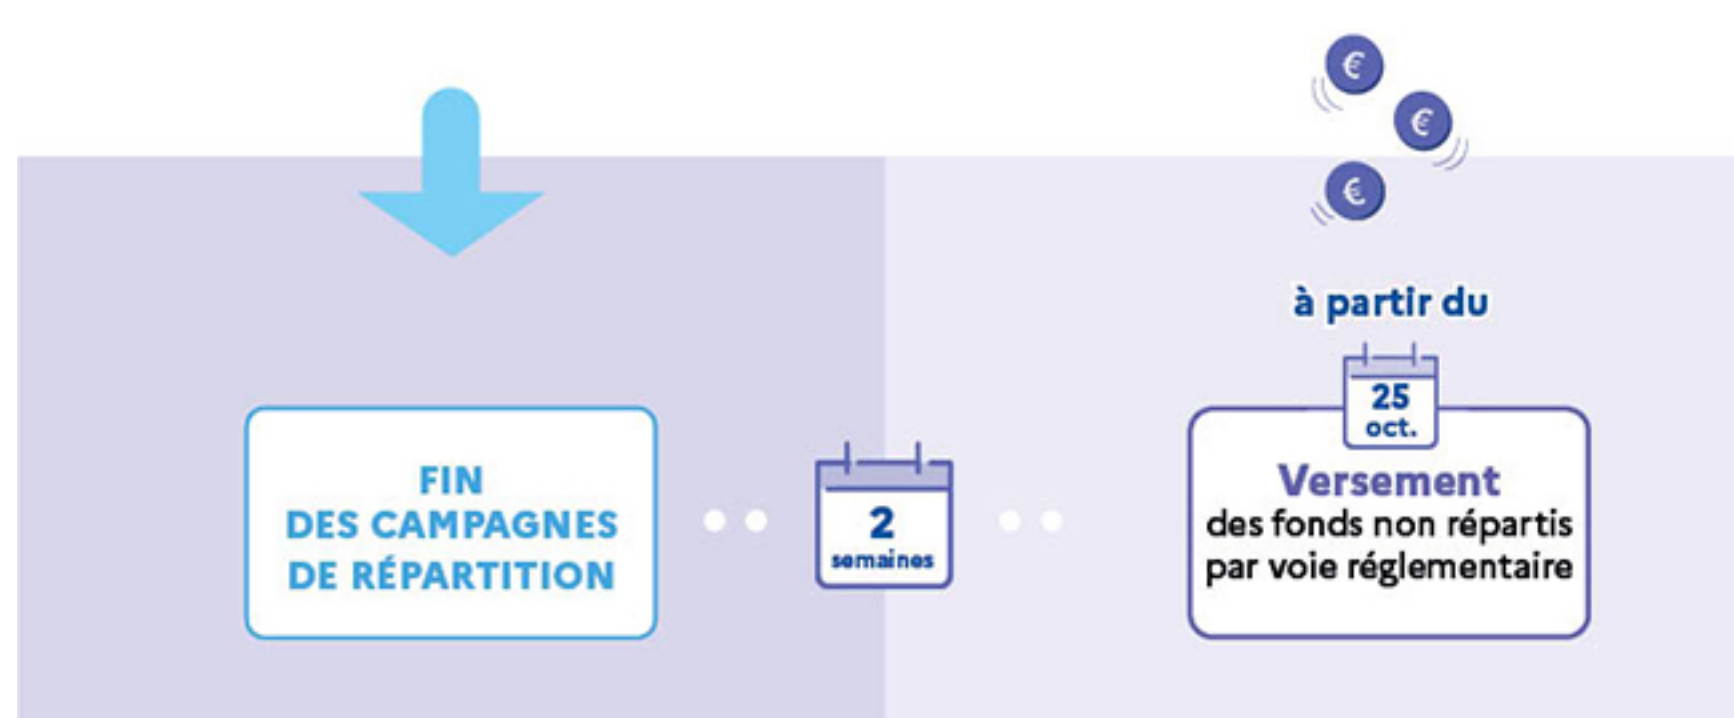 FIN
DES CAMPAGNES
DE RÉPARTITION
2
semaines
€
€
€
à partir du
25
oct.
Versement
des fonds non répartis
par voie réglementaire